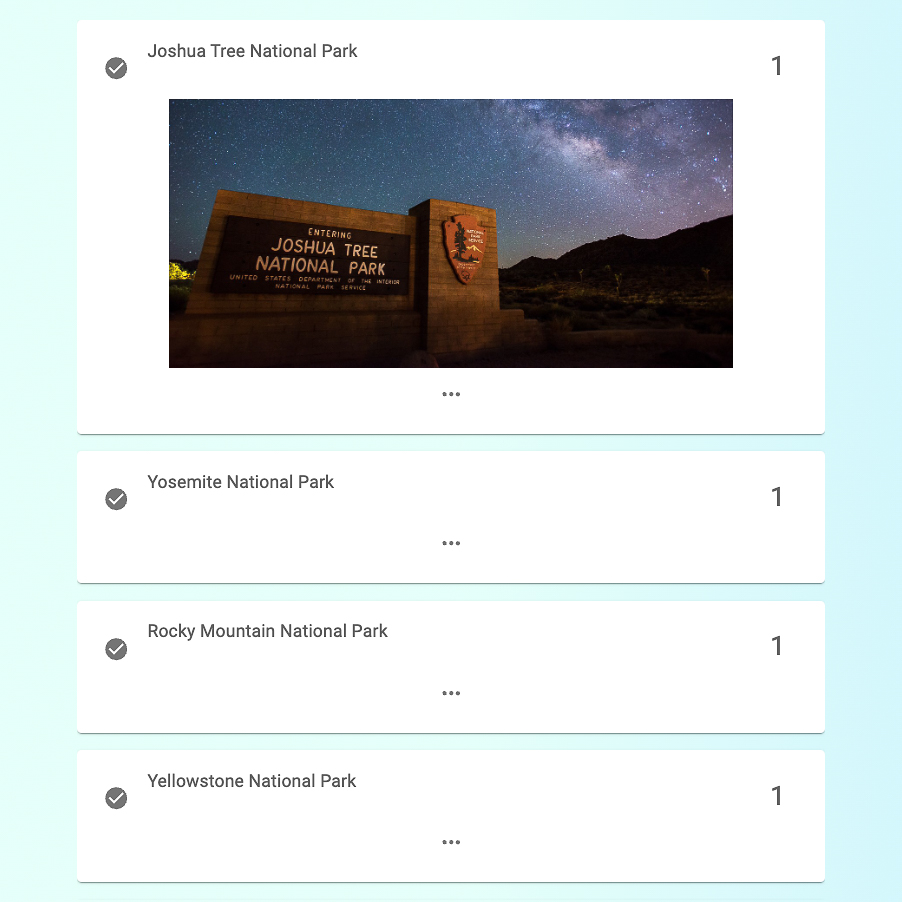 Joshua Tree National Park
1
ENTERING
JOSHUA TREE
NATIONAL PARK
UNITED STATES DEPARTMENT OF THE INTERIOR
NATIONAL PARK SERVICE
NATIONAL
PARK
SERVICE
Yosemite National Park
1
Rocky Mountain National Park
1
Yellowstone National Park
1